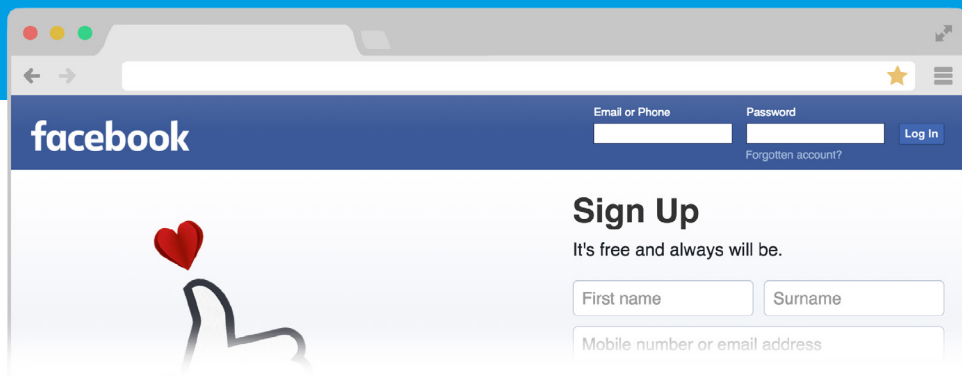 facebook
Email or Phone
Password
Log In
Forgotten account?
Sign Up
It's free and always will be.
First name
Surname
Mobile number or email address